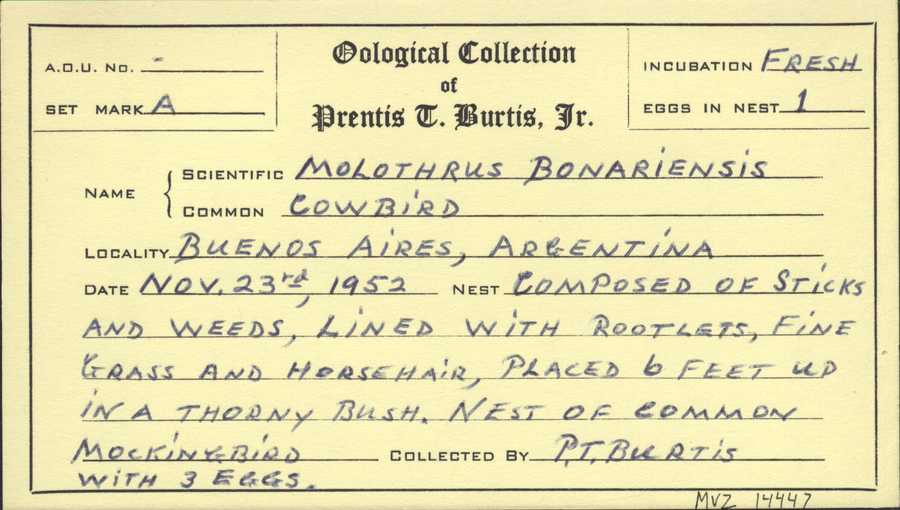 A.O.U. No. -
Oological Collection
of
Prentis T. Burtis, Jr.
INCUBATION FRESH
SET MARK A
EGGS IN NEST 1
NAME
SCIENTIFIC MOLOTHRUS BONARIENSIS
COMMON COWBIRD
LOCALITY BUENOS AIRES, ARGENTINA
DATE NOV. 23rd, 1952 NEST COMPOSED OF STICKS
AND WEEDS, LINED WITH ROOTLETS, FINE
GRASS AND HORSEHAIR, PLACED 6 FEET UP
IN A THORNY BUSH. NEST OF COMMON
MOCKINGBIRD COLLECTED BY P.T. BURTIS
WITH 3 EGGS.
MVZ 14447